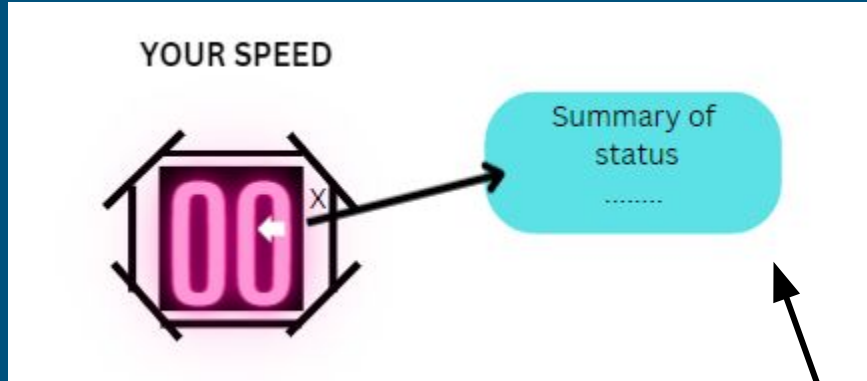 YOUR SPEED
Summary of
status
........
00
X